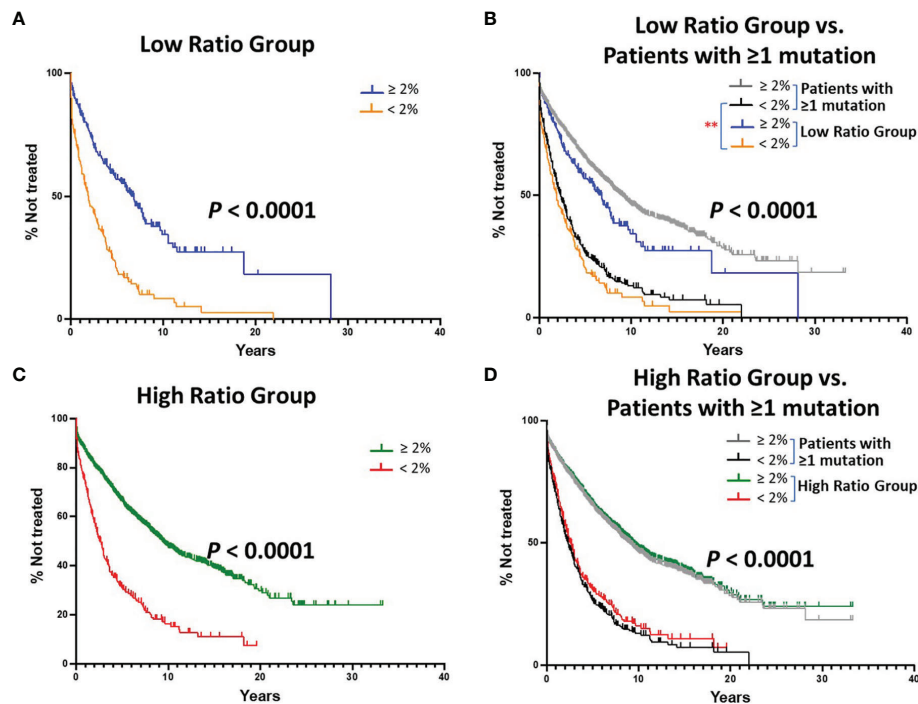 A
Low Ratio Group
≥ 2%
< 2%
P < 0.0001
% Not treated
100
50
0
0 10 20 30 40
Years
B
Low Ratio Group vs.
Patients with ≥1 mutation
≥ 2% Patients with
< 2% ≥1 mutation
** ≥ 2% Low Ratio Group
< 2%
P < 0.0001
% Not treated
100
50
0
0 10 20 30 40
Years
C
High Ratio Group
≥ 2%
< 2%
P < 0.0001
% Not treated
100
80
60
40
20
0
0 10 20 30 40
Years
D
High Ratio Group vs.
Patients with ≥1 mutation
≥ 2% Patients with
< 2% ≥1 mutation
≥ 2% High Ratio Group
< 2%
P < 0.0001
% Not treated
100
50
0
0 10 20 30 40
Years